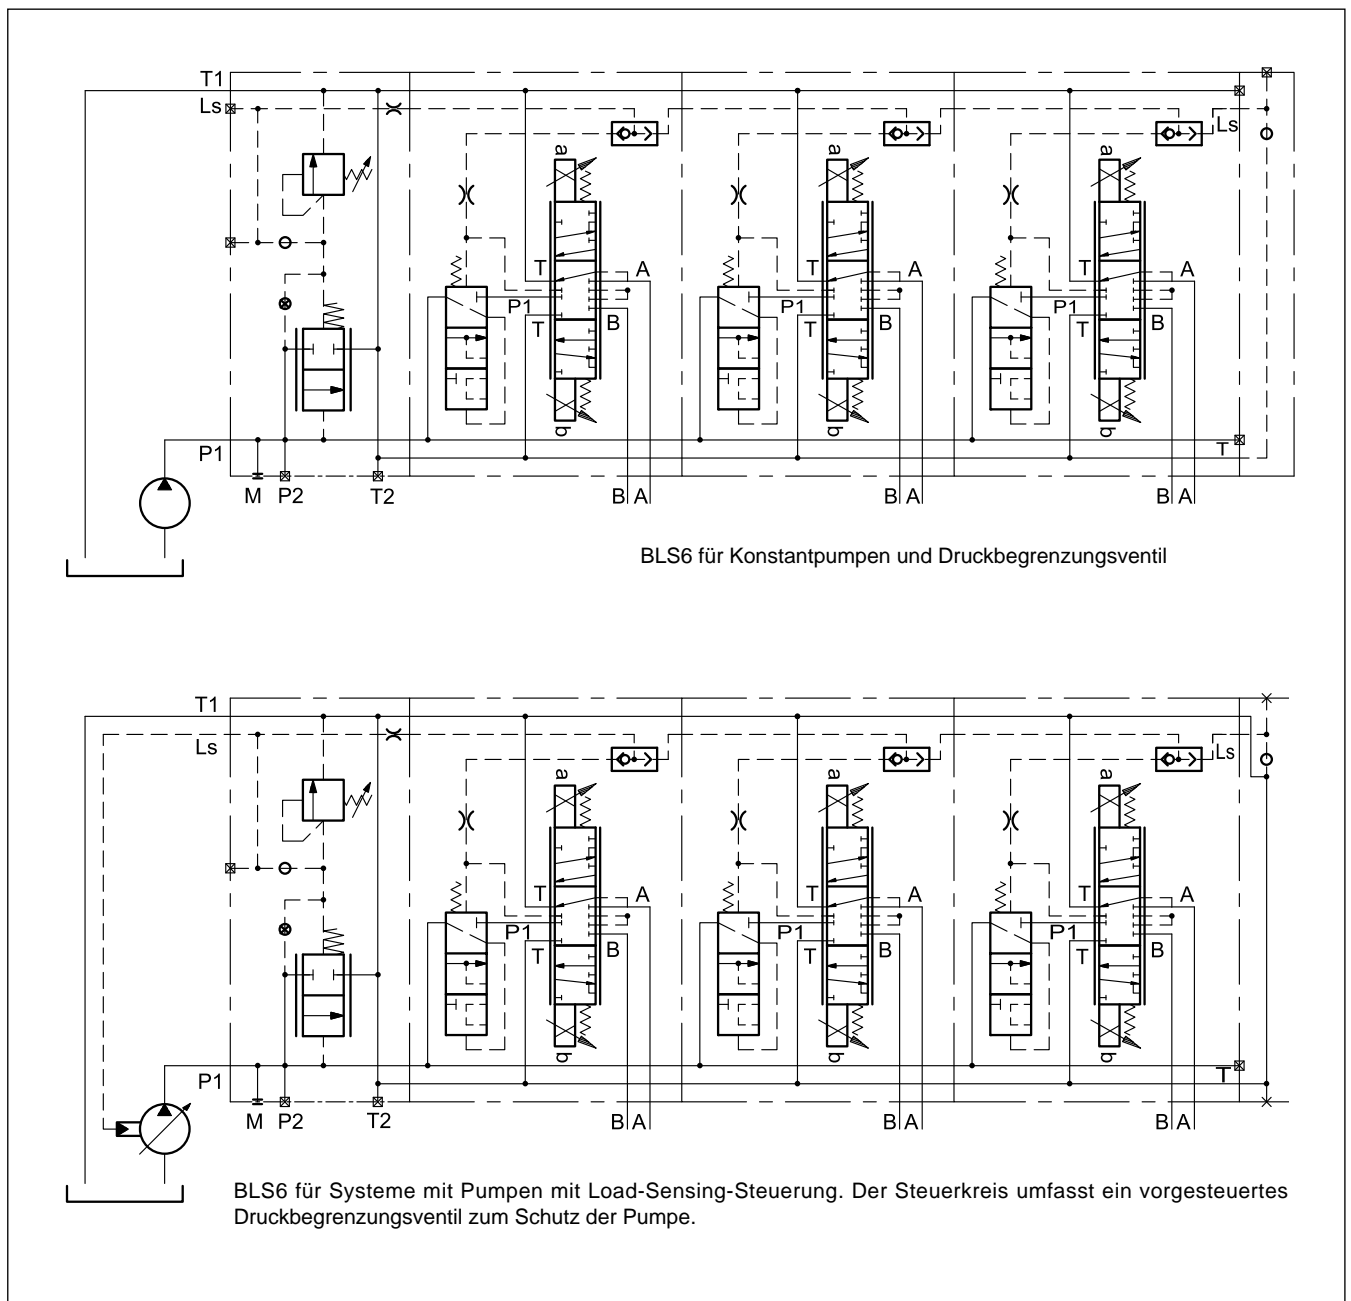 T1
Ls
Ls
a
a
a
T
A
T
A
T
A
P1
P1
P1
T
B
T
B
T
B
b
b
b
P1
T
M
P2
T2
B
A
B
A
B
A
BLS6 für Konstantpumpen und Druckbegrenzungsventil
T1
Ls
Ls
a
a
a
T
A
T
A
T
A
P1
P1
P1
T
B
T
B
T
B
b
b
b
P1
T
M
P2
T2
B
A
B
A
B
A
BLS6 für Systeme mit Pumpen mit Load-Sensing-Steuerung. Der Steuerkreis umfasst ein vorgesteuertes
Druckbegrenzungsventil zum Schutz der Pumpe.